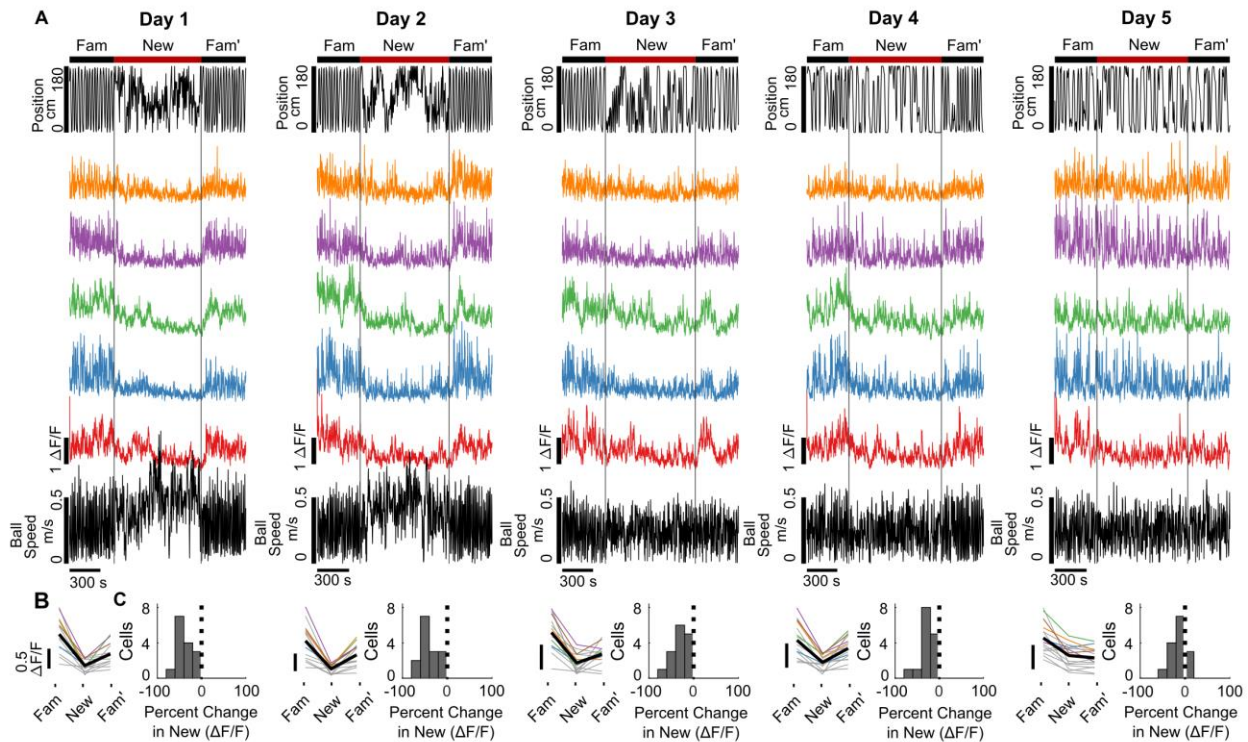 A
Day 1
Day 2
Day 3
Day 4
Day 5
Fam New Fam'
Fam New Fam'
Fam New Fam'
Fam New Fam'
Fam New Fam'
Position
cm
0 180
Position
cm
0 180
Position
cm
0 180
Position
cm
0 180
Position
cm
0 180
1 ΔF/F
1 ΔF/F
1 ΔF/F
1 ΔF/F
1 ΔF/F
Ball
Speed
m/s
0 0.5
Ball
Speed
m/s
0 0.5
Ball
Speed
m/s
0 0.5
Ball
Speed
m/s
0 0.5
Ball
Speed
m/s
0 0.5
300 s
300 s
300 s
300 s
300 s
B
0.5
ΔF/F
Fam New Fam'
Fam New Fam'
Fam New Fam'
Fam New Fam'
Fam New Fam'
C
Cells
8
4
0
-100 0 100
Percent Change
in New (ΔF/F)
Cells
8
4
0
-100 0 100
Percent Change
in New (ΔF/F)
Cells
8
4
0
-100 0 100
Percent Change
in New (ΔF/F)
Cells
8
4
0
-100 0 100
Percent Change
in New (ΔF/F)
Cells
8
4
0
-100 0 100
Percent Change
in New (ΔF/F)